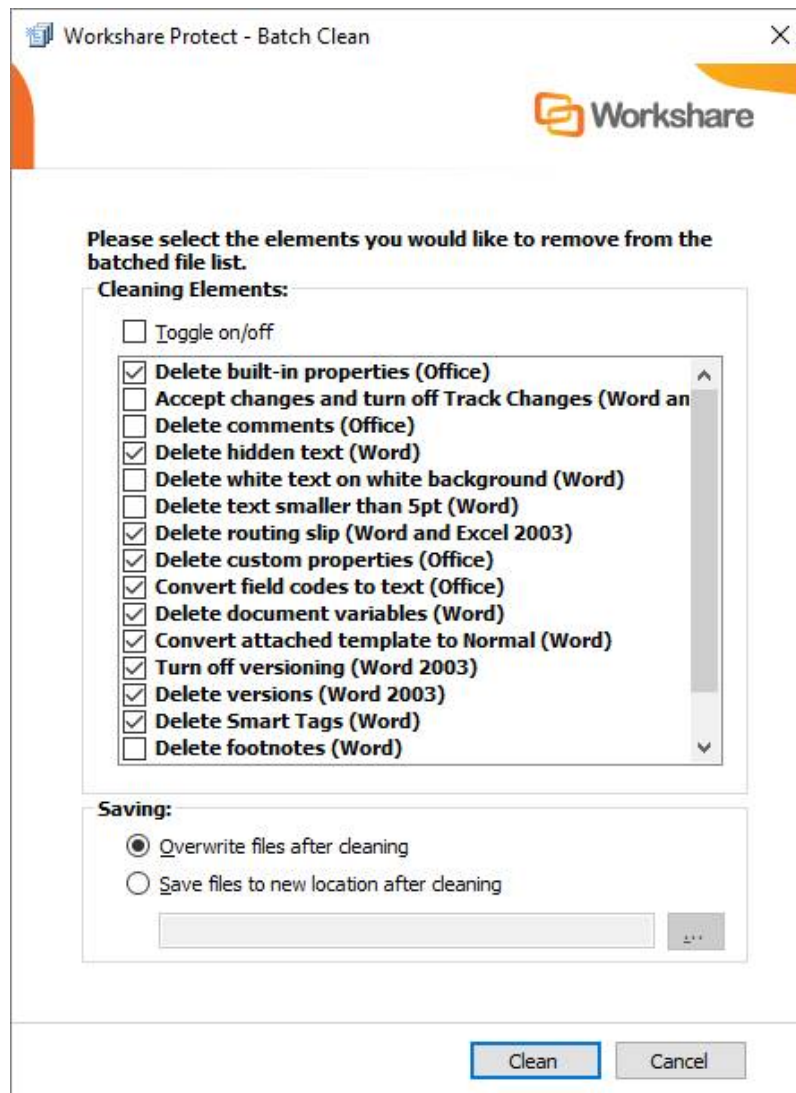 Workshare Protect - Batch Clean
Workshare
Please select the elements you would like to remove from the
batched file list.
Cleaning Elements:
Toggle on/off
Delete built-in properties (Office)
Accept changes and turn off Track Changes (Word an
Delete comments (Office)
Delete hidden text (Word)
Delete white text on white background (Word)
Delete text smaller than 5pt (Word)
Delete routing slip (Word and Excel 2003)
Delete custom properties (Office)
Convert field codes to text (Office)
Delete document variables (Word)
Convert attached template to Normal (Word)
Turn off versioning (Word 2003)
Delete versions (Word 2003)
Delete Smart Tags (Word)
Delete footnotes (Word)
Saving:
Overwrite files after cleaning
Save files to new location after cleaning
...
Clean Cancel